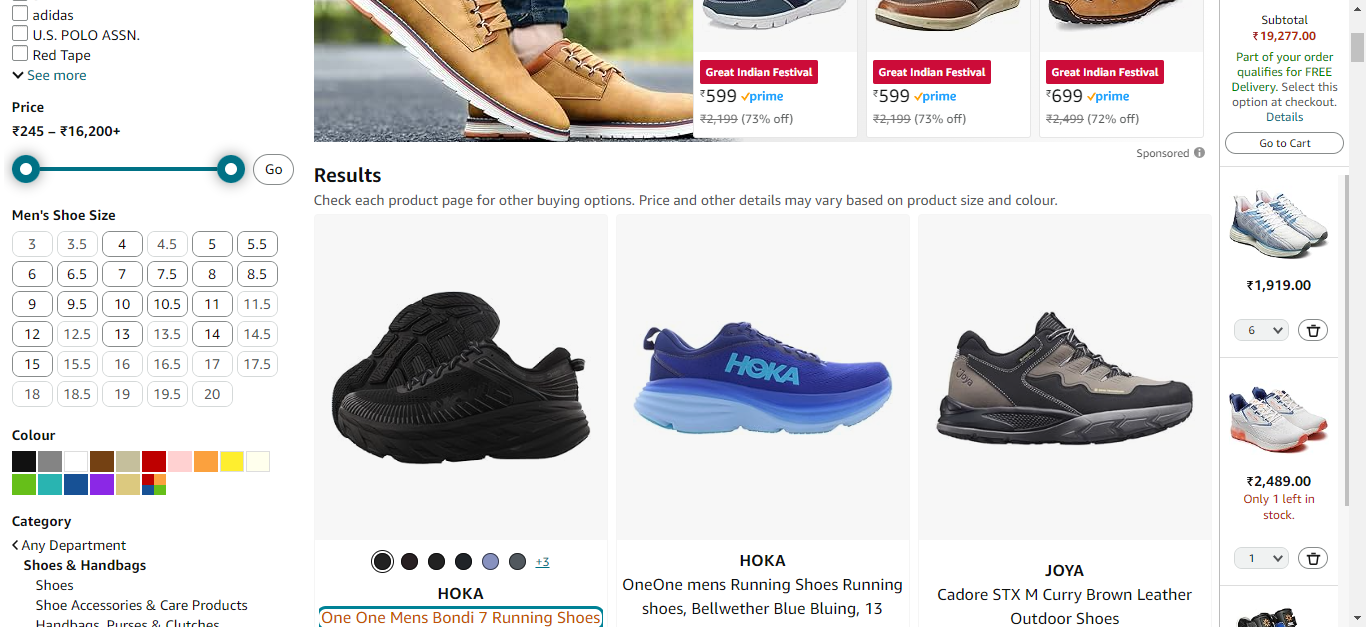 adidas
U.S. POLO ASSN.
Red Tape
See more
Price
₹245 – ₹16,200+
Go
Men's Shoe Size
3 3.5 4 4.5 5 5.5
6 6.5 7 7.5 8 8.5
9 9.5 10 10.5 11 11.5
12 12.5 13 13.5 14 14.5
15 15.5 16 16.5 17 17.5
18 18.5 19 19.5 20
Colour
Category
Any Department
Shoes & Handbags
Shoes
Shoe Accessories & Care Products
Handbags, Purses & Clutches
Great Indian Festival
₹599 prime
₹2,199 (73% off)
Great Indian Festival
₹599 prime
₹2,199 (73% off)
Great Indian Festival
₹699 prime
₹2,499 (72% off)
Sponsored
Results
Check each product page for other buying options. Price and other details may vary based on product size and colour.
+3
HOKA
One One Mens Bondi 7 Running Shoes
HOKA
HOKA
OneOne mens Running Shoes Running
shoes, Bellwether Blue Bluing, 13
Joya
JOYA
Cadore STX M Curry Brown Leather
Outdoor Shoes
Subtotal
₹19,277.00
Part of your order
qualifies for FREE
Delivery. Select this
option at checkout.
Details
Go to Cart
₹1,919.00
6
₹2,489.00
Only 1 left in
stock.
1